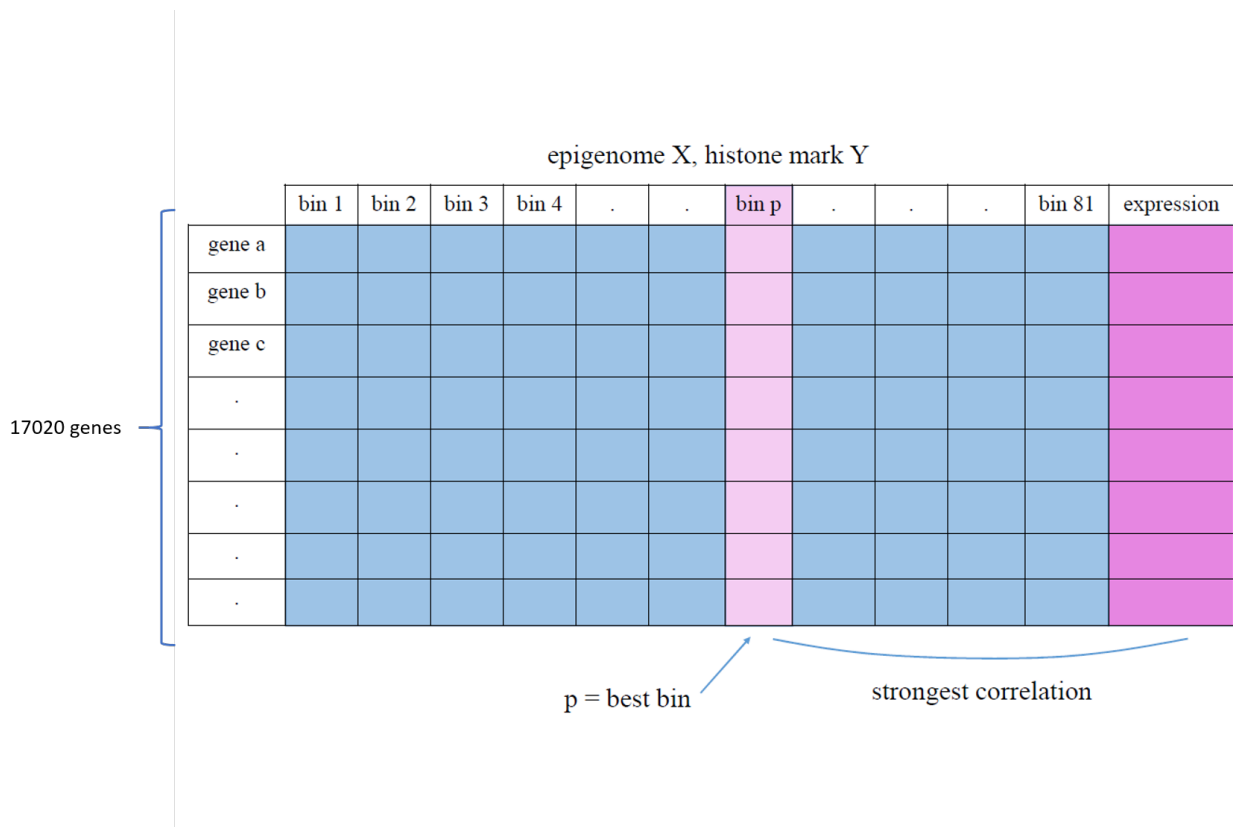 epigenome X, histone mark Y
bin 1 bin 2 bin 3 bin 4 . . bin p . . . bin 81 expression
gene a
gene b
gene c
.
.
17020 genes
.
.
.
p = best bin
strongest correlation